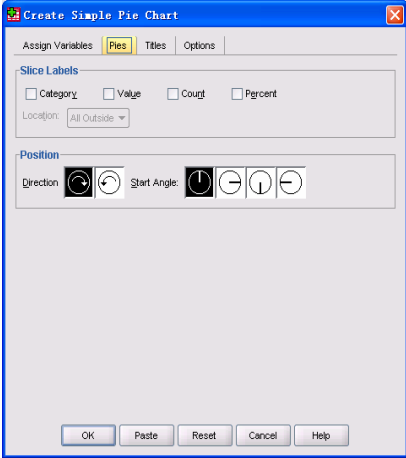 Create Simple Pie Chart
Assign Variables Pies Titles Options
Slice Labels
Category Value Count Percent
Location: All Outside
Position
Direction Start Angle:
OK Paste Reset Cancel Help